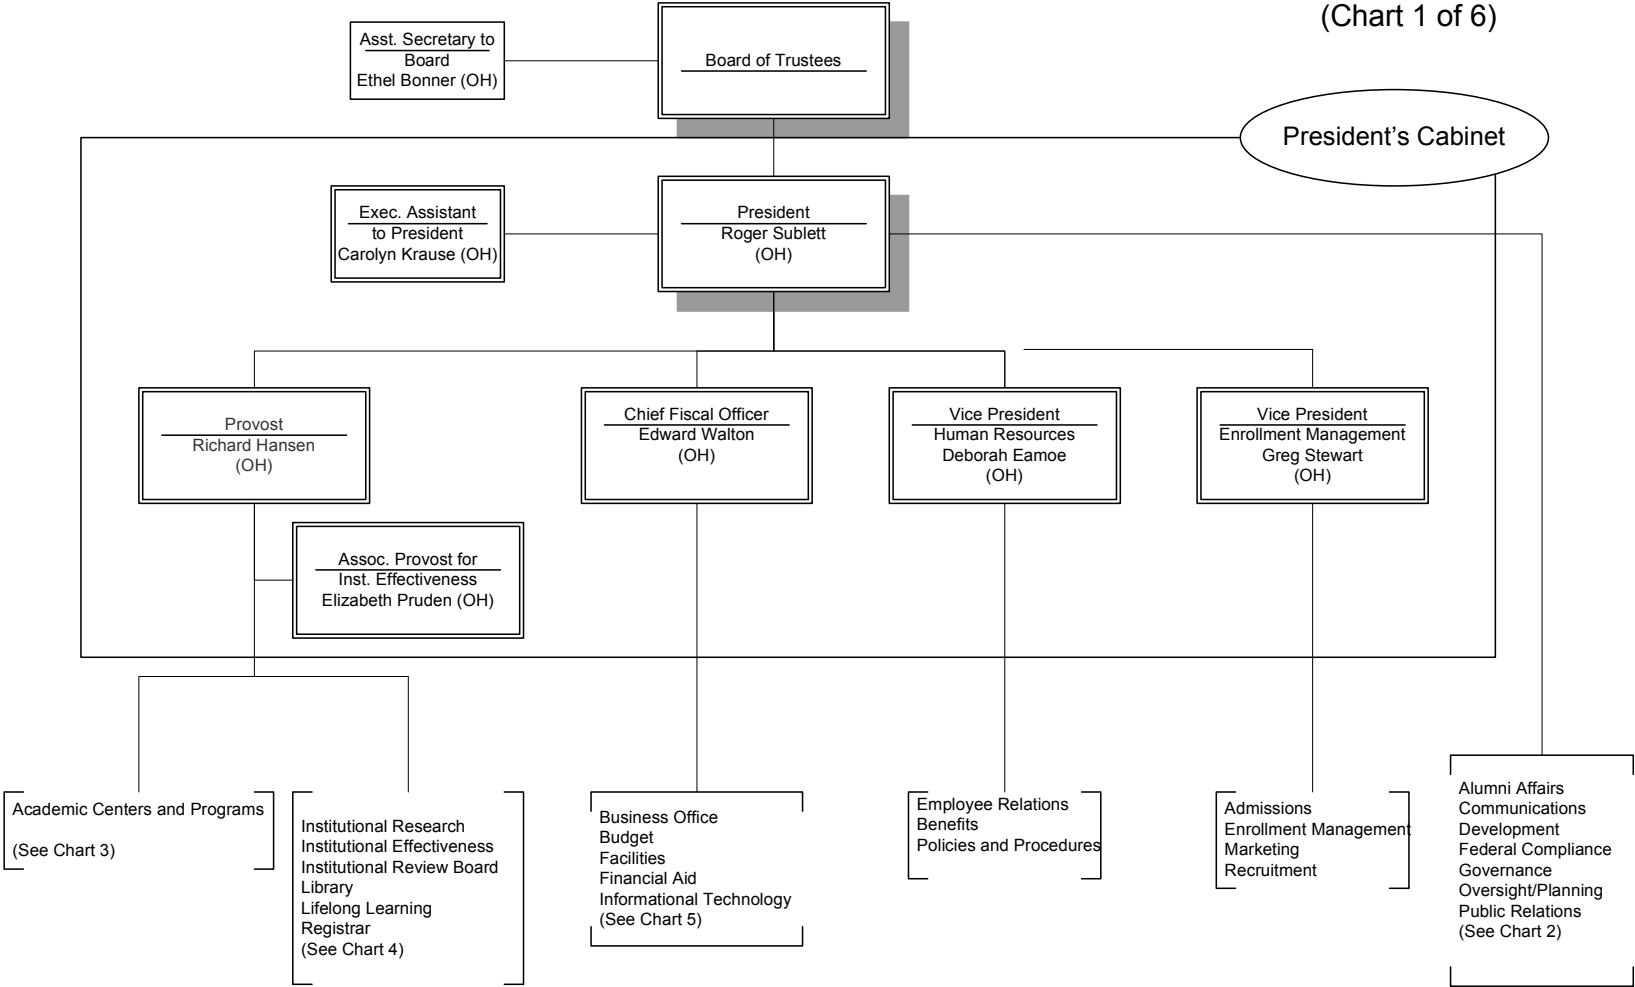 (Chart 1 of 6)
Asst. Secretary to
Board
Ethel Bonner (OH)
Board of Trustees
President’s Cabinet
Exec. Assistant
to President
Carolyn Krause (OH)
President
Roger Sublett
(OH)
Provost
Richard Hansen
(OH)
Chief Fiscal Officer
Edward Walton
(OH)
Vice President
Human Resources
Deborah Eamoe
(OH)
Vice President
Enrollment Management
Greg Stewart
(OH)
Assoc. Provost for
Inst. Effectiveness
Elizabeth Pruden (OH)
Academic Centers and Programs
(See Chart 3)
Institutional Research
Institutional Effectiveness
Institutional Review Board
Library
Lifelong Learning
Registrar
(See Chart 4)
Business Office
Budget
Facilities
Financial Aid
Informational Technology
(See Chart 5)
Employee Relations
Benefits
Policies and Procedures
Admissions
Enrollment Management
Marketing
Recruitment
Alumni Affairs
Communications
Development
Federal Compliance
Governance
Oversight/Planning
Public Relations
(See Chart 2)